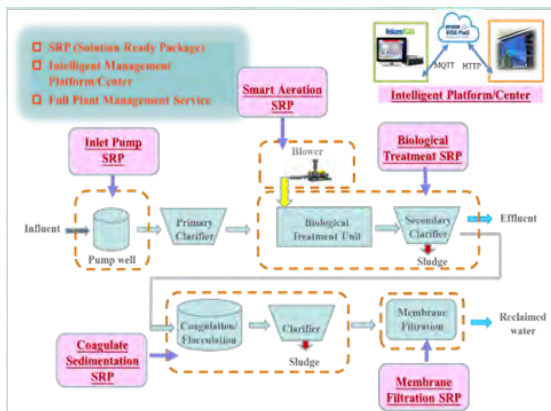 SRP (Solution Ready Package)
Intelligent Management
Platform/Center
Full Plant Management Service
MQTT
HTTP
Intelligent Platform/Center
Smart Aeration
SRP
Inlet Pump
SRP
Blower
Biological
Treatment SRP
Influent
Pump well
Primary
Clarifier
Biological
Treatment Unit
Secondary
Clarifier
Effluent
Sludge
Coagulation/
Flocculation
Clarifier
Sludge
Membrane
Filtration
Reclaimed
water
Coagulate
Sedimentation
SRP
Membrane
Filtration SRP